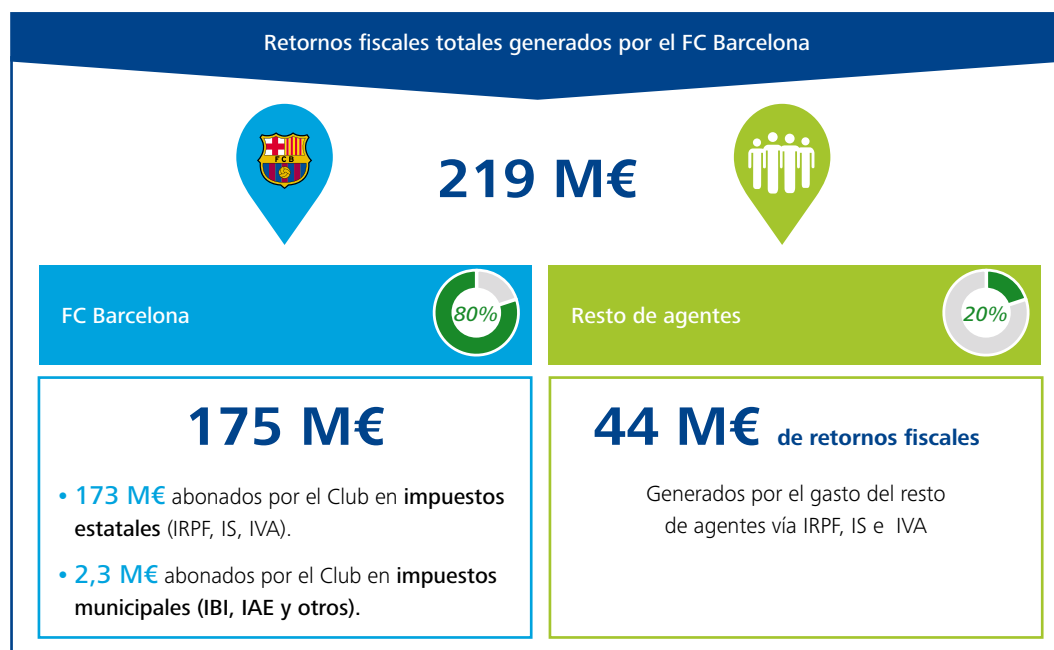 Retornos fiscales totales generados por el FC Barcelona
FCB
219 M€
FC Barcelona
80%
Resto de agentes
20%
175 M€
• 173 M€ abonados por el Club en impuestos
estatales (IRPF, IS, IVA).
• 2,3 M€ abonados por el Club en impuestos
municipales (IBI, IAE y otros).
44 M€ de retornos fiscales
Generados por el gasto del resto
de agentes vía IRPF, IS e IVA